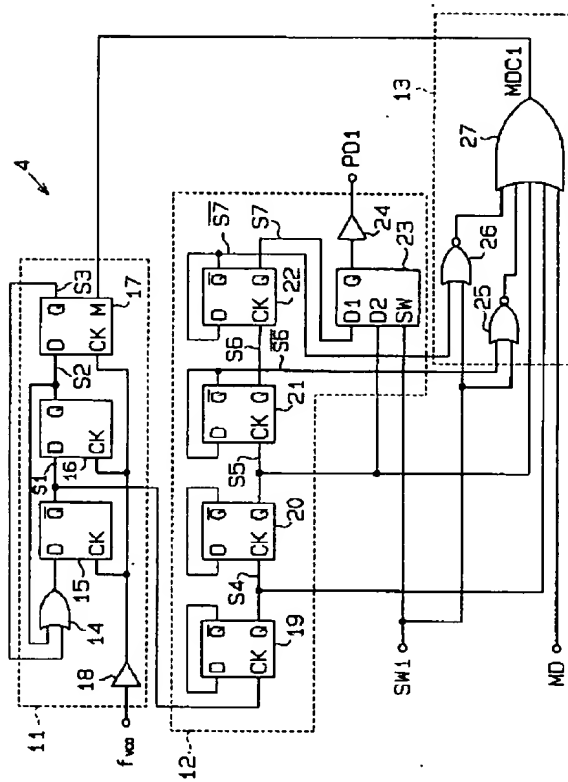 4
11
14
D Q
CK
15
S1
D Q
CK
16
S2
D Q
CK M
17
S3
18
fvco
12
D Q̅
CK Q
19
S4
D Q̅
CK Q
20
S5
D Q̅
CK Q
21
S6
S̅6̅
D Q̅
CK Q
22
S̅7̅
S7
D1 Q
D2
SW
23
24
PD1
SW1
MD
13
25
26
27
MDC1